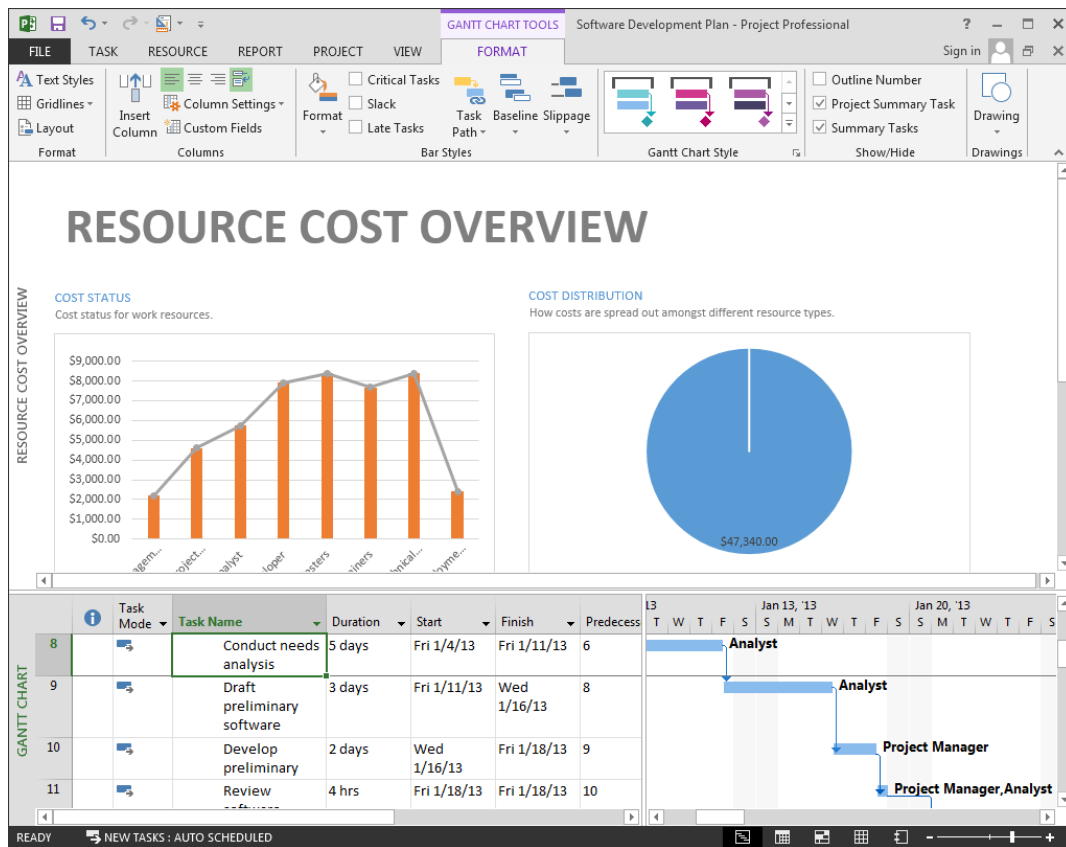 GANTT CHART TOOLS
Software Development Plan - Project Professional
FILE TASK RESOURCE REPORT PROJECT VIEW FORMAT Sign in
Text Styles
Gridlines
Layout
Format
Insert Column
Column Settings
Custom Fields
Columns
Format
Critical Tasks
Slack
Late Tasks
Task Path
Baseline
Slippage
Bar Styles
Gantt Chart Style
Outline Number
Project Summary Task
Summary Tasks
Show/Hide
Drawing
Drawings
RESOURCE COST OVERVIEW
RESOURCE COST OVERVIEW
COST STATUS
Cost status for work resources.
$9,000.00
$8,000.00
$7,000.00
$6,000.00
$5,000.00
$4,000.00
$3,000.00
$2,000.00
$1,000.00
$0.00
agem...
roject...
alyst
loper
sters
iners
hnical...
loyme...
COST DISTRIBUTION
How costs are spread out amongst different resource types.
$47,340.00
GANTT CHART
Task Mode Task Name Duration Start Finish Predecess
8 Conduct needs analysis 5 days Fri 1/4/13 Fri 1/11/13 6
9 Draft preliminary software 3 days Fri 1/11/13 Wed 1/16/13 8
10 Develop preliminary 2 days Wed 1/16/13 Fri 1/18/13 9
11 Review 4 hrs Fri 1/18/13 Fri 1/18/13 10
13 Jan 13, '13 Jan 20, '13
T W T F S S M T W T F S S M T W T F S
Analyst
Analyst
Project Manager
Project Manager,Analyst
READY NEW TASKS : AUTO SCHEDULED